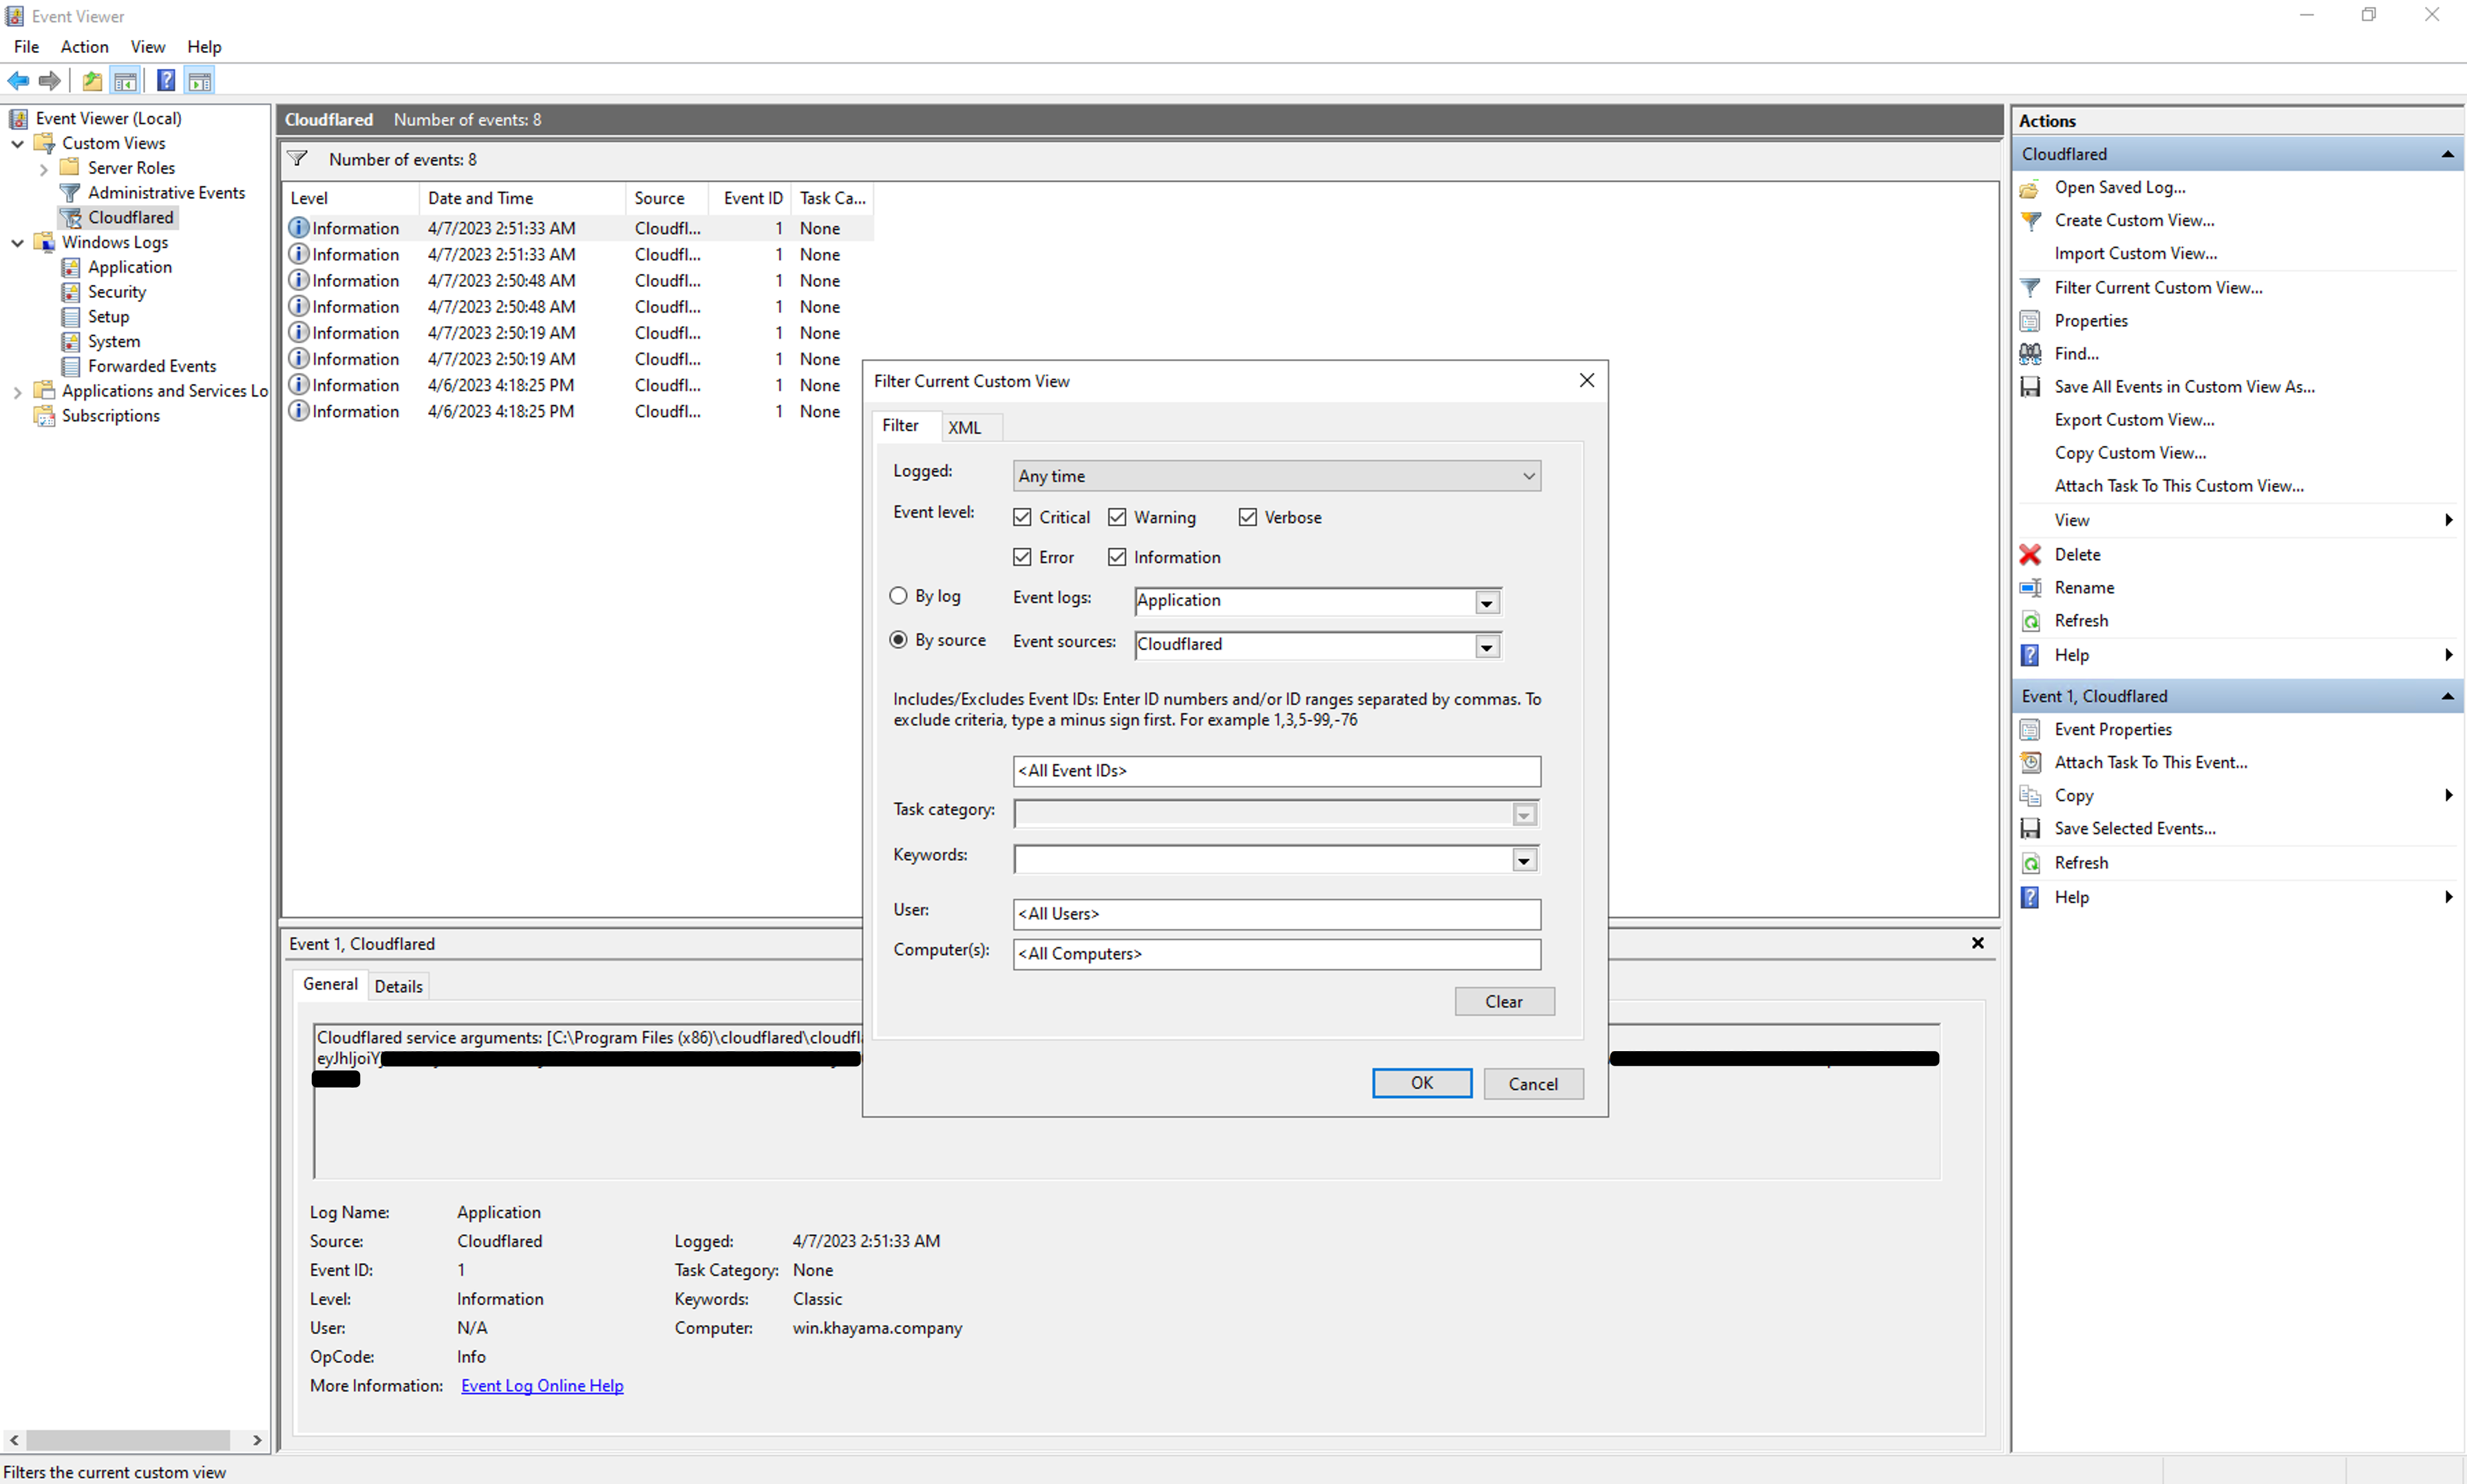 Event Viewer
File Action View Help
Event Viewer (Local)
Custom Views
Server Roles
Administrative Events
Cloudflared
Windows Logs
Application
Security
Setup
System
Forwarded Events
Applications and Services Lo
Subscriptions
Cloudflared Number of events: 8
Number of events: 8
Level Date and Time Source Event ID Task Ca...
Information 4/7/2023 2:51:33 AM Cloudfl... 1 None
Information 4/7/2023 2:51:33 AM Cloudfl... 1 None
Information 4/7/2023 2:50:48 AM Cloudfl... 1 None
Information 4/7/2023 2:50:48 AM Cloudfl... 1 None
Information 4/7/2023 2:50:19 AM Cloudfl... 1 None
Information 4/7/2023 2:50:19 AM Cloudfl... 1 None
Information 4/6/2023 4:18:25 PM Cloudfl... 1 None
Information 4/6/2023 4:18:25 PM Cloudfl... 1 None
Filter Current Custom View
Filter XML
Logged: Any time
Event level: Critical Warning Verbose
Error Information
By log Event logs: Application
By source Event sources: Cloudflared
Includes/Excludes Event IDs: Enter ID numbers and/or ID ranges separated by commas. To
exclude criteria, type a minus sign first. For example 1,3,5-99,-76
<All Event IDs>
Task category:
Keywords:
User: <All Users>
Computer(s): <All Computers>
Clear
OK Cancel
Event 1, Cloudflared
General Details
Cloudflared service arguments: [C:\Program Files (x86)\cloudflared\cloudfl
eyJhIjoiY
Log Name: Application
Source: Cloudflared Logged: 4/7/2023 2:51:33 AM
Event ID: 1 Task Category: None
Level: Information Keywords: Classic
User: N/A Computer: win.khayama.company
OpCode: Info
More Information: Event Log Online Help
Actions
Cloudflared
Open Saved Log...
Create Custom View...
Import Custom View...
Filter Current Custom View...
Properties
Find...
Save All Events in Custom View As...
Export Custom View...
Copy Custom View...
Attach Task To This Custom View...
View
Delete
Rename
Refresh
Help
Event 1, Cloudflared
Event Properties
Attach Task To This Event...
Copy
Save Selected Events...
Refresh
Help
Filters the current custom view